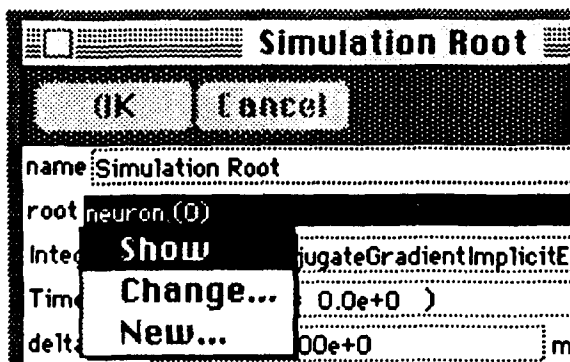 Simulation Root
OK Cancel
name Simulation Root
root neuron.(0)
Show
jugateGradientImplicitE
Change... 0.0e+0 )
New... 00e+0 m